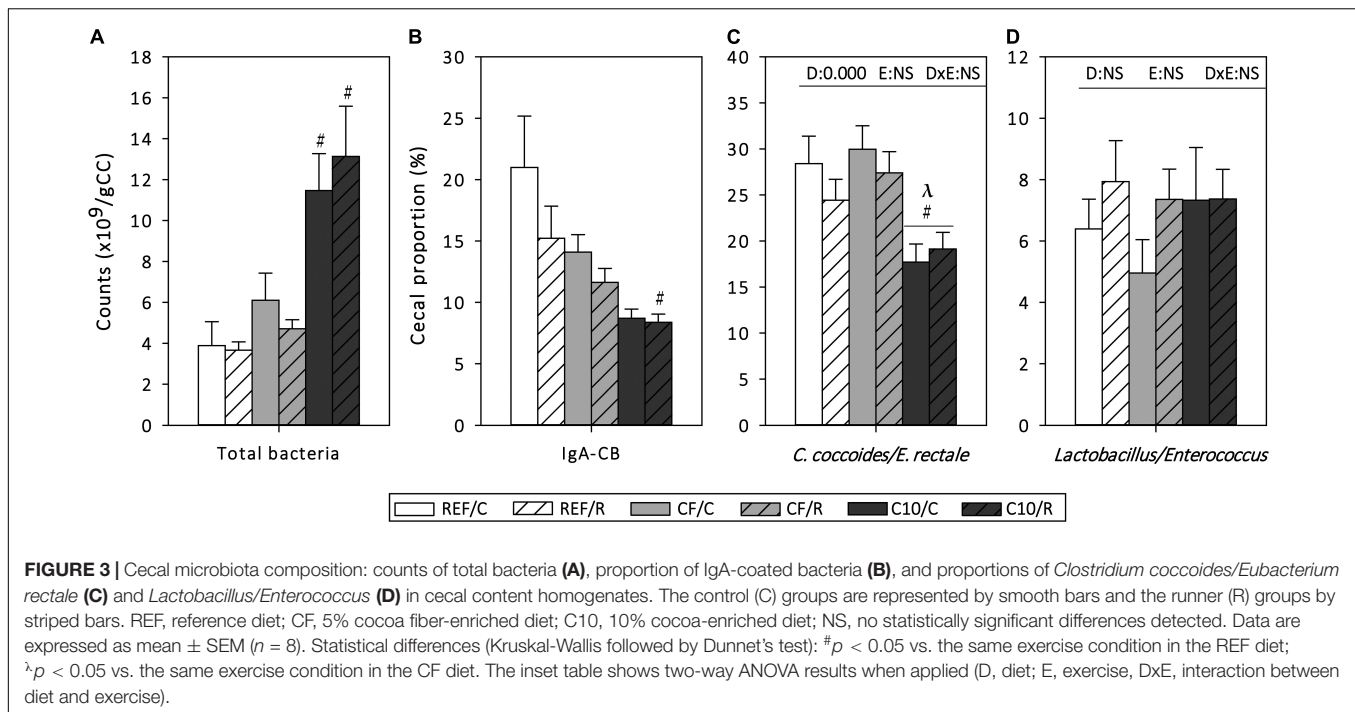 A
B
C
D
18
16
14
12
10
8
6
4
2
0
Counts (x10^9/gCC)
#
#
Total bacteria
30
25
20
15
10
5
0
Cecal proportion (%)
#
IgA-CB
40
35
30
25
20
15
10
5
0
D:0.000 E:NS DxE:NS
λ
#
C. coccoides/E. rectale
12
10
8
6
4
2
0
D:NS E:NS DxE:NS
Lactobacillus/Enterococcus
REF/C REF/R CF/C CF/R C10/C C10/R
FIGURE 3 | Cecal microbiota composition: counts of total bacteria (A), proportion of IgA-coated bacteria (B), and proportions of Clostridium coccoides/Eubacterium
rectale (C) and Lactobacillus/Enterococcus (D) in cecal content homogenates. The control (C) groups are represented by smooth bars and the runner (R) groups by
striped bars. REF, reference diet; CF, 5% cocoa fiber-enriched diet; C10, 10% cocoa-enriched diet; NS, no statistically significant differences detected. Data are
expressed as mean ± SEM (n = 8). Statistical differences (Kruskal-Wallis followed by Dunnet's test): #p < 0.05 vs. the same exercise condition in the REF diet;
λp < 0.05 vs. the same exercise condition in the CF diet. The inset table shows two-way ANOVA results when applied (D, diet; E, exercise, DxE, interaction between
diet and exercise).